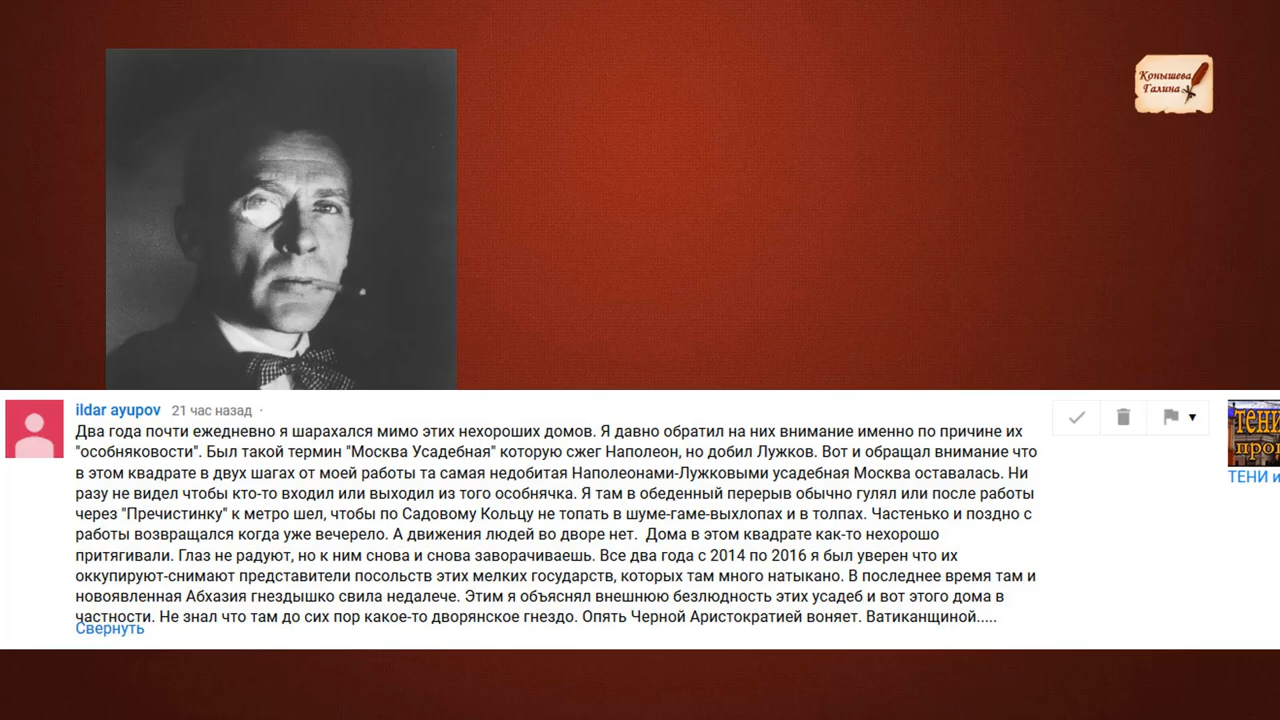 Конышева
Галина
ildar ayupov 21 час назад ·
Два года почти ежедневно я шарахался мимо этих нехороших домов. Я давно обратил на них внимание именно по причине их
"особняковости". Был такой термин "Москва Усадебная" которую сжег Наполеон, но добил Лужков. Вот и обращал внимание что
в этом квадрате в двух шагах от моей работы та самая недобитая Наполеонами-Лужковыми усадебная Москва оставалась. Ни
разу не видел чтобы кто-то входил или выходил из того особнячка. Я там в обеденный перерыв обычно гулял или после работы
через "Пречистинку" к метро шел, чтобы по Садовому Кольцу не топать в шуме-гаме-выхлопах и в толпах. Частенько и поздно с
работы возвращался когда уже вечерело. А движения людей во дворе нет.  Дома в этом квадрате как-то нехорошо
притягивали. Глаз не радуют, но к ним снова и снова заворачиваешь. Все два года с 2014 по 2016 я был уверен что их
оккупируют-снимают представители посольств этих мелких государств, которых там много натыкано. В последнее время там и
новоявленная Абхазия гнездышко свила недалече. Этим я объяснял внешнюю безлюдность этих усадеб и вот этого дома в
частности. Не знал что там до сих пор какое-то дворянское гнездо. Опять Черной Аристократией воняет. Ватиканщиной.....
Свернуть
ТЕНИ и